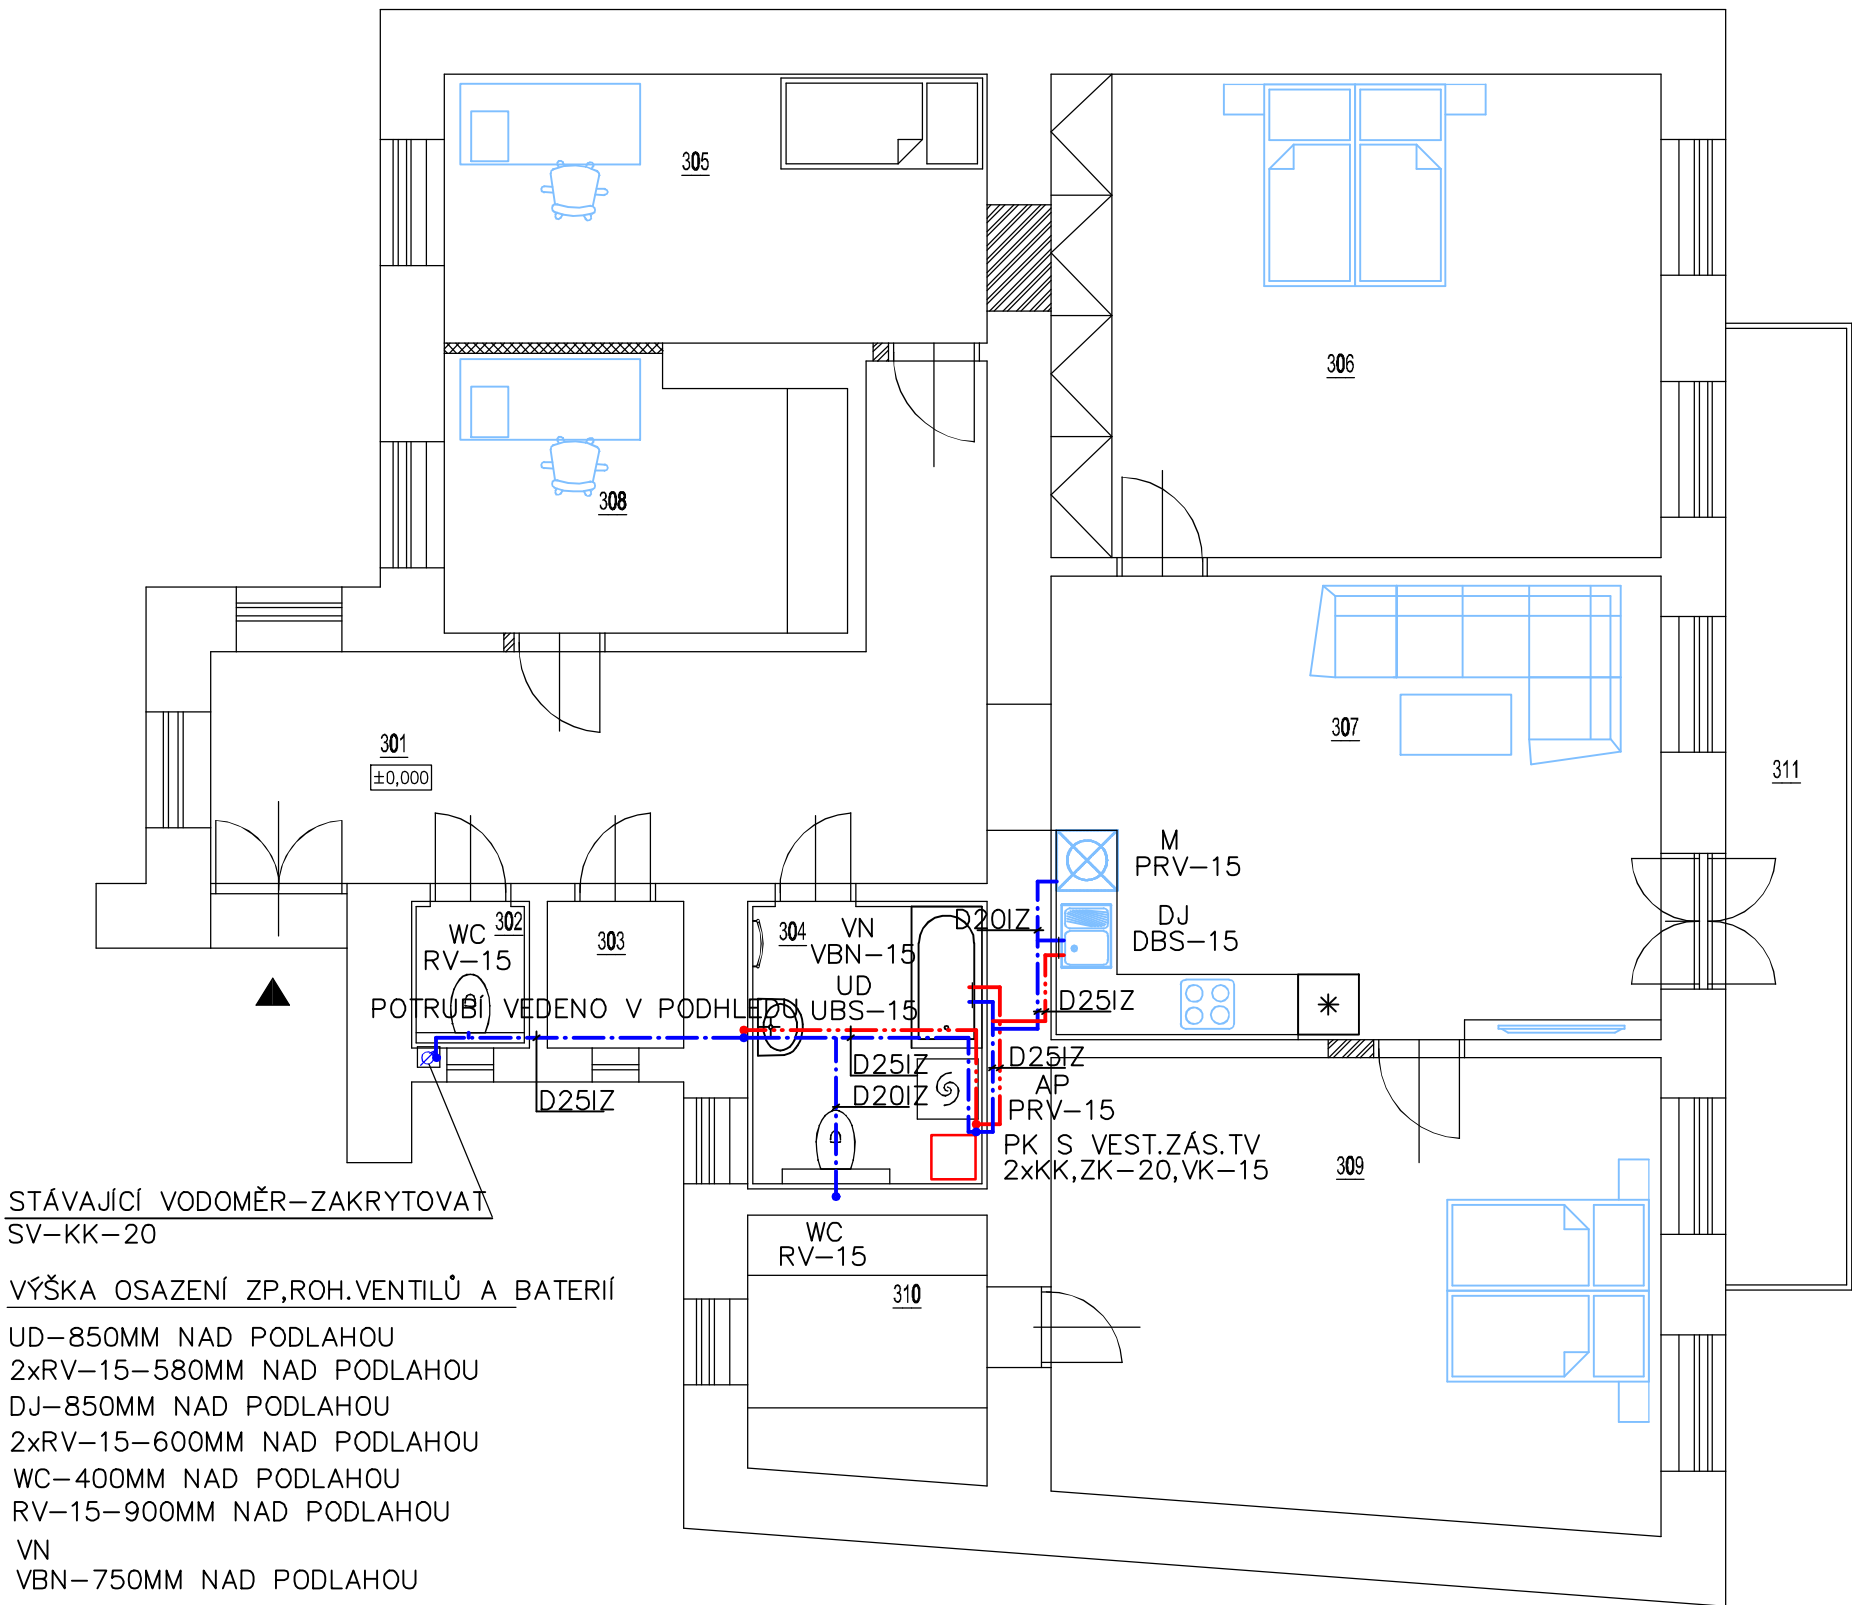 305
306
308
301
±0,000
307
311
M
PRV-15
302
WC
RV-15
303
304
VN
VBN-15
UD
UBS-15
D20IZ
DJ
DBS-15
D25IZ
POTRUBÍ VEDENO V PODHLEDU
D25IZ
D20IZ
D25IZ
D25IZ
AP
PRV-15
PK S VEST.ZÁS.TV
2xKK,ZK-20,VK-15
309
STÁVAJÍCÍ VODOMĚR-ZAKRYTOVAT
SV-KK-20
WC
RV-15
310
VÝŠKA OSAZENÍ ZP,ROH.VENTILŮ A BATERIÍ
UD-850MM NAD PODLAHOU
2xRV-15-580MM NAD PODLAHOU
DJ-850MM NAD PODLAHOU
2xRV-15-600MM NAD PODLAHOU
WC-400MM NAD PODLAHOU
RV-15-900MM NAD PODLAHOU
VN
VBN-750MM NAD PODLAHOU